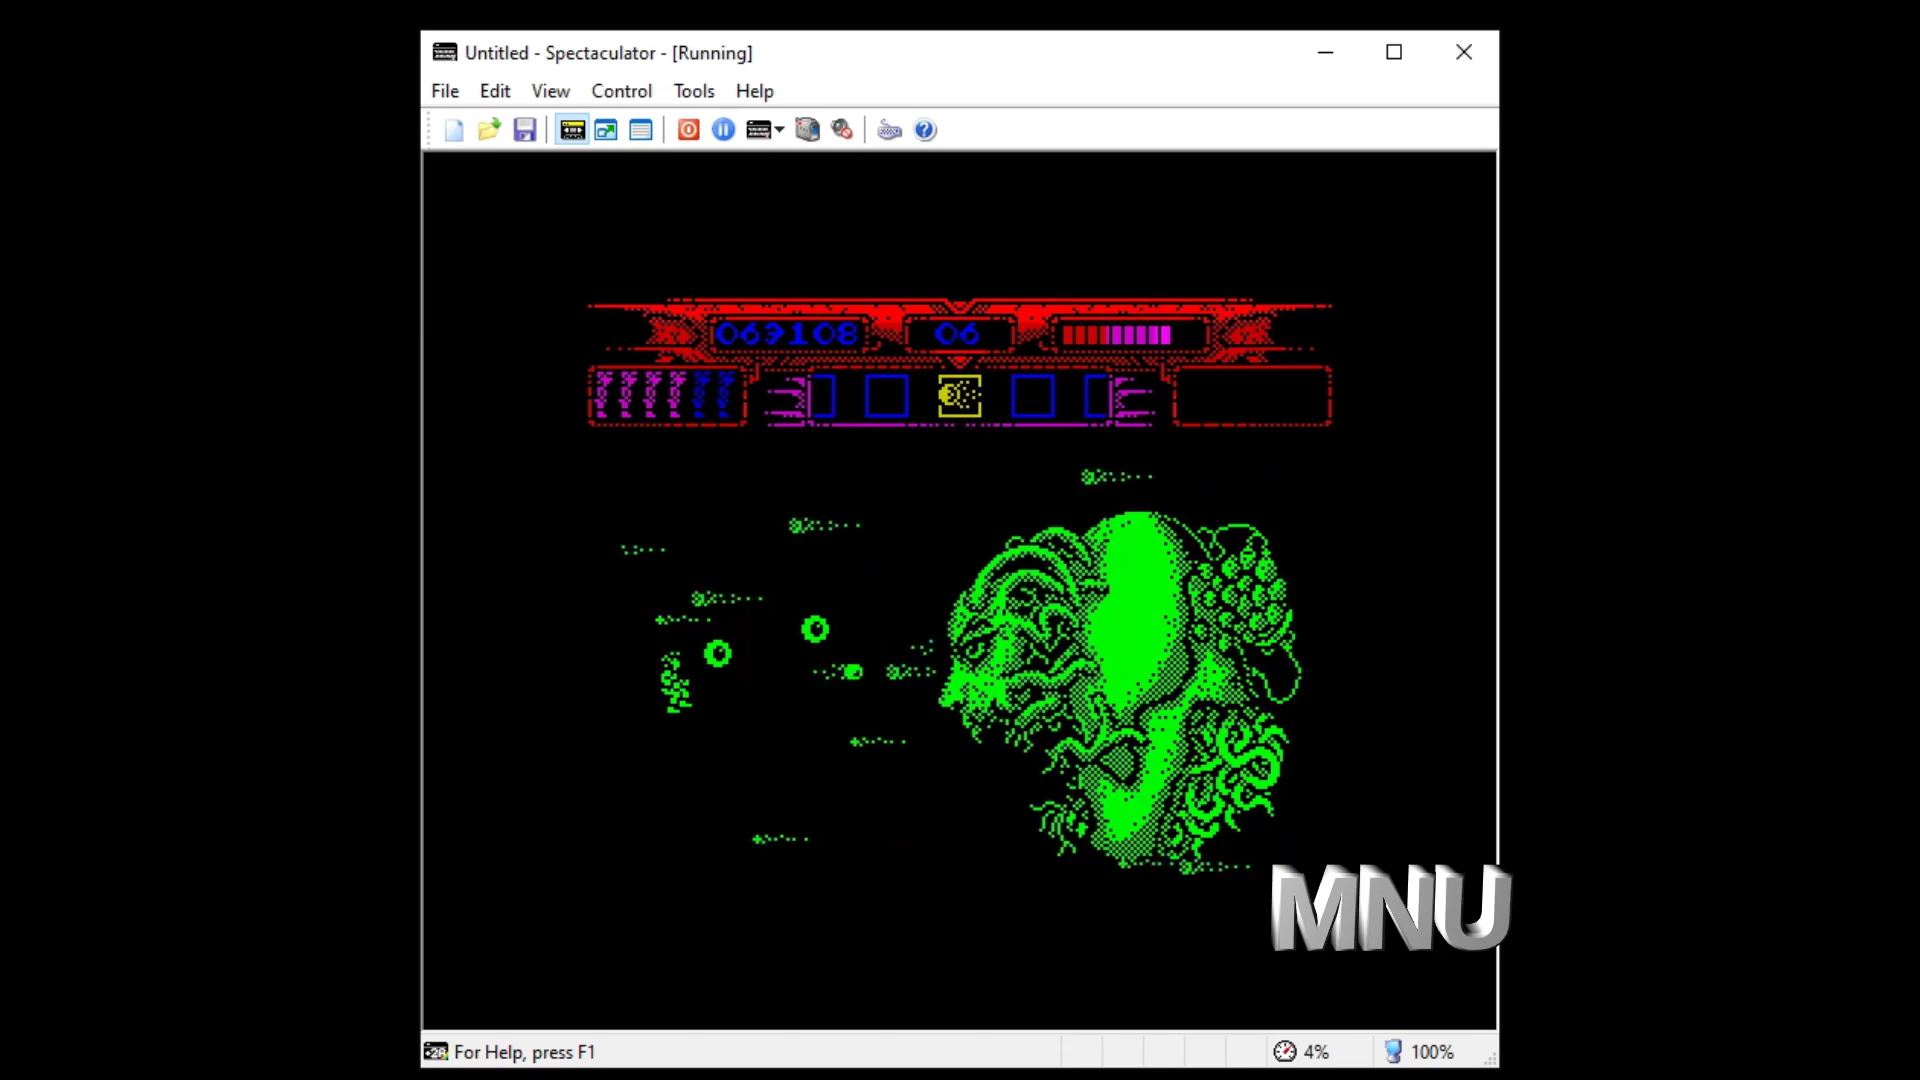 Untitled - Spectaculator - [Running]
File Edit View Control Tools Help
069108 06
MNU
For Help, press F1 4% 100%